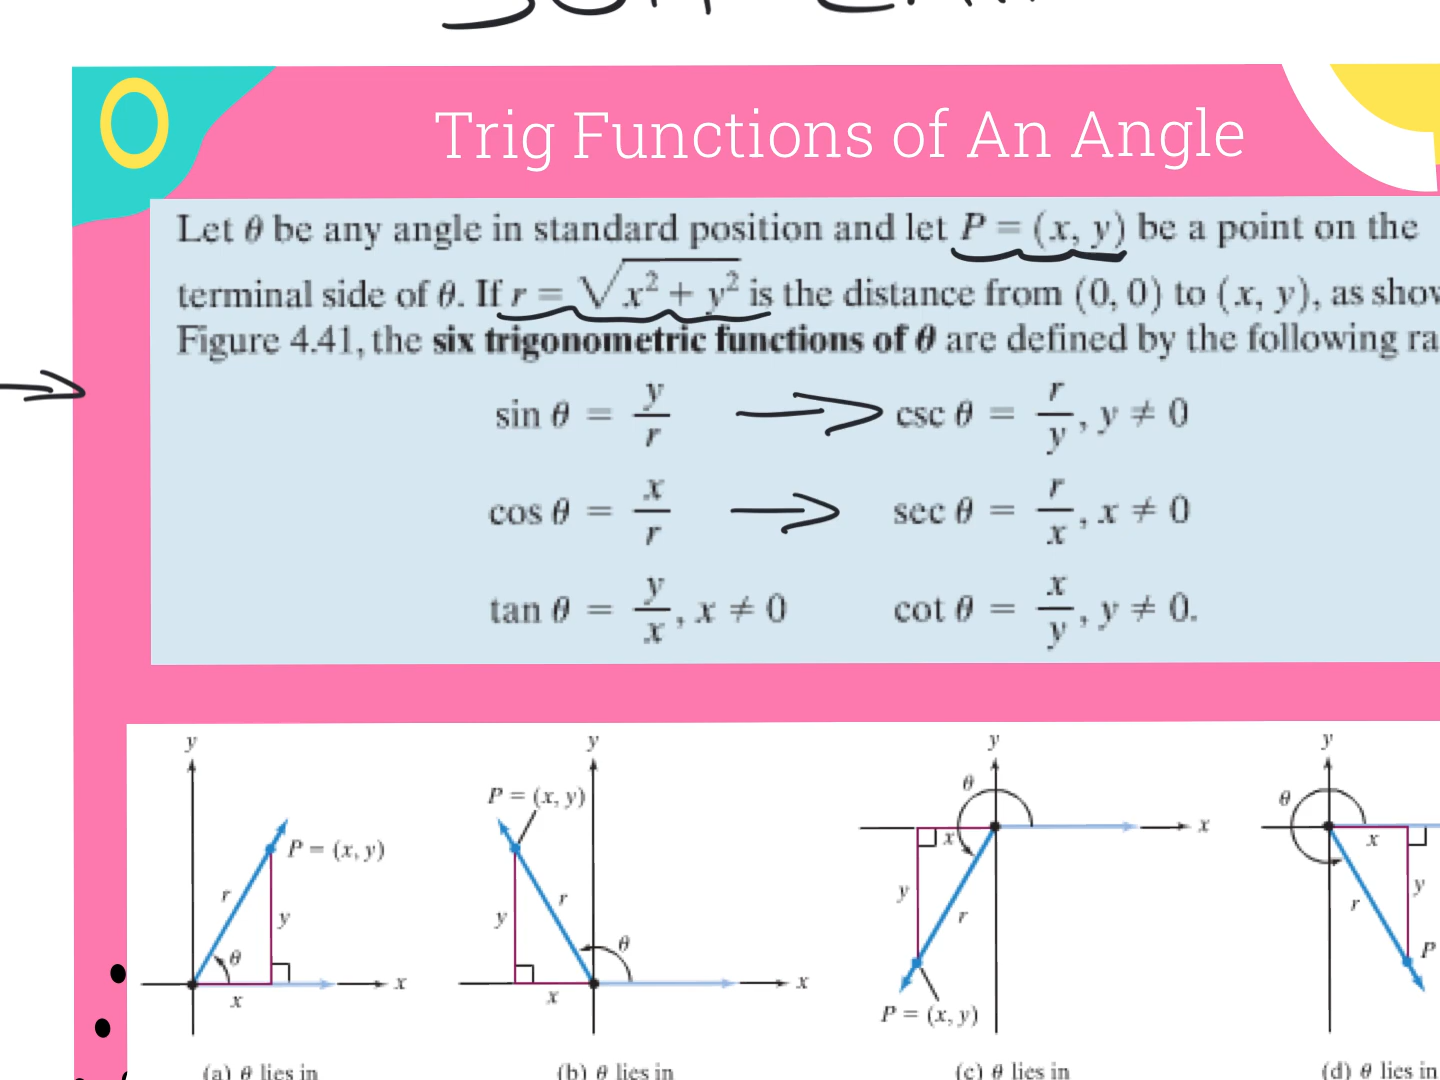 Trig Functions of An Angle
Let θ be any angle in standard position and let P = (x, y) be a point on the
terminal side of θ. If r = √x² + y² is the distance from (0, 0) to (x, y), as
Figure 4.41, the six trigonometric functions of θ are defined by the following
sin θ = y/r → csc θ = r/y, y ≠ 0
cos θ = x/r → sec θ = r/x, x ≠ 0
tan θ = y/x, x ≠ 0 cot θ = x/y, y ≠ 0.
y
P = (x, y)
r
y
θ
x
x
(a) θ lies in
y
P = (x, y)
r
y
θ
x
x
(b) θ lies in
y
θ
x
x
y
r
P = (x, y)
(c) θ lies in
y
θ
x
y
r
P
(d) θ lies in